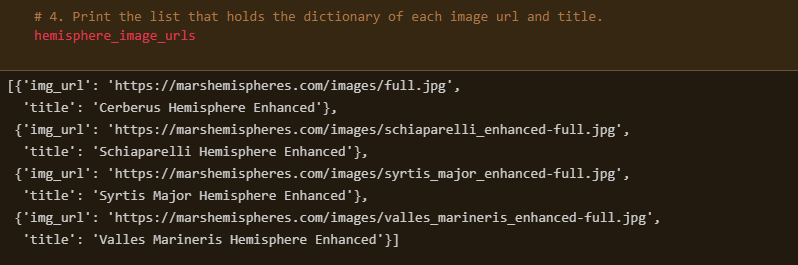 # 4. Print the list that holds the dictionary of each image url and title.
hemisphere_image_urls
[{'img_url': 'https://marshemispheres.com/images/full.jpg',
'title': 'Cerberus Hemisphere Enhanced'},
{'img_url': 'https://marshemispheres.com/images/schiaparelli_enhanced-full.jpg',
'title': 'Schiaparelli Hemisphere Enhanced'},
{'img_url': 'https://marshemispheres.com/images/syrtis_major_enhanced-full.jpg',
'title': 'Syrtis Major Hemisphere Enhanced'},
{'img_url': 'https://marshemispheres.com/images/valles_marineris_enhanced-full.jpg',
'title': 'Valles Marineris Hemisphere Enhanced'}]